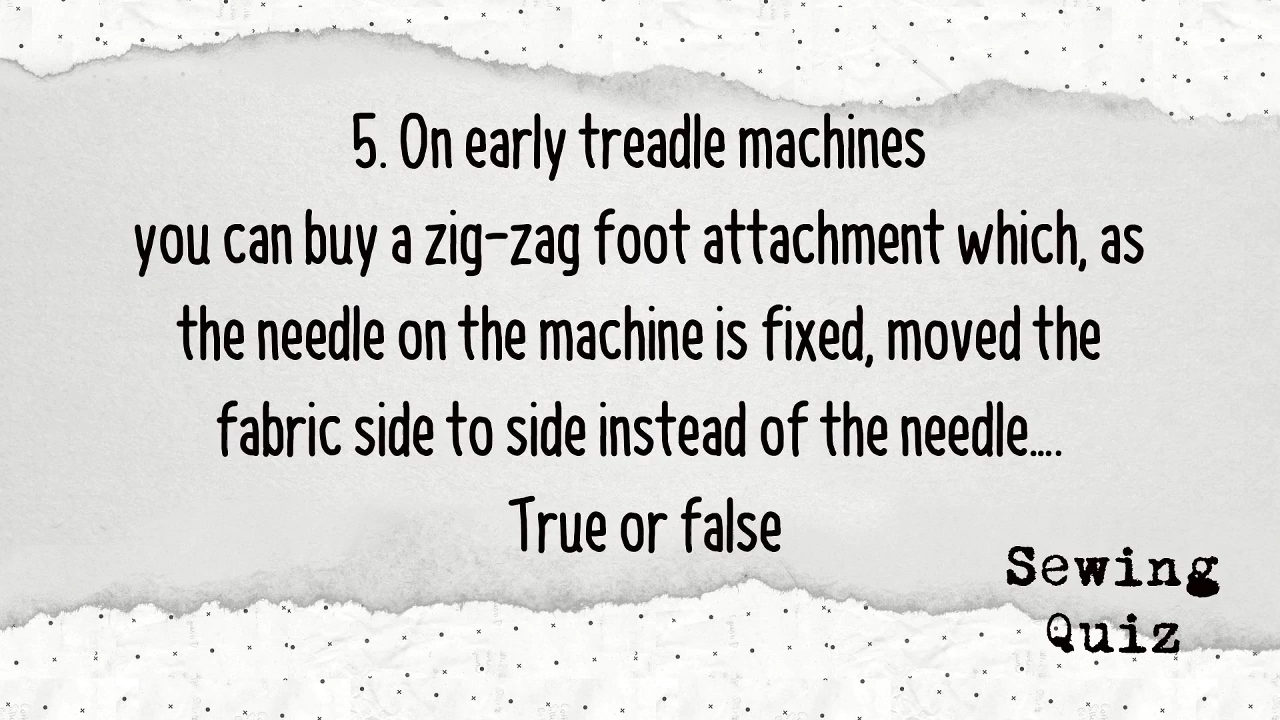 5. On early treadle machines
you can buy a zig-zag foot attachment which, as
the needle on the machine is fixed, moved the
fabric side to side instead of the needle....
True or false
Sewing
Quiz